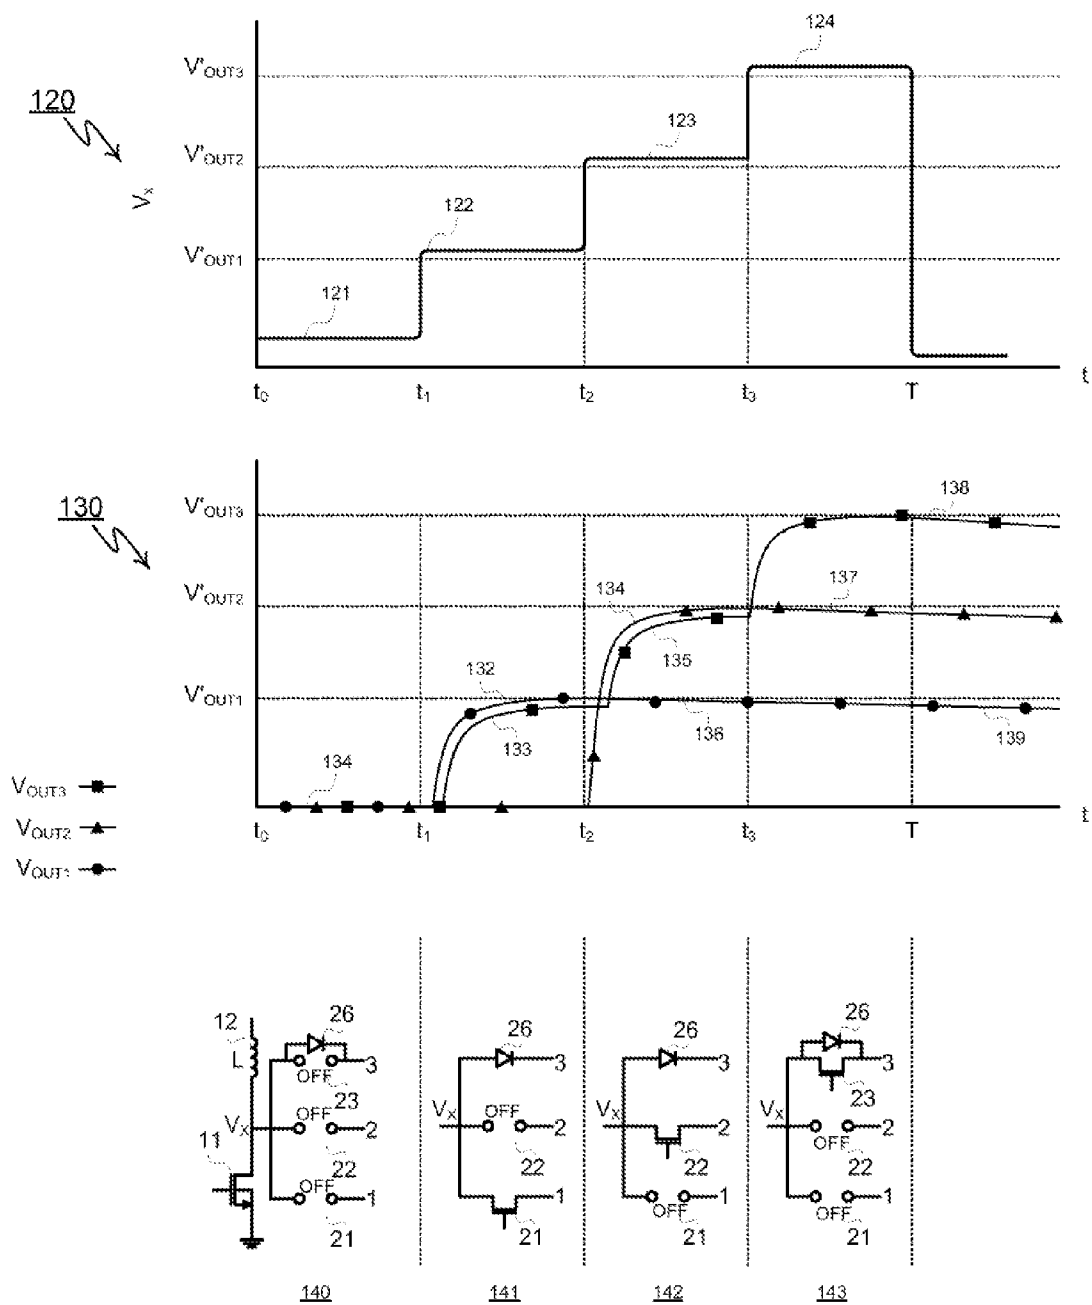 120
V'OUT3
V'OUT2
V'OUT1
Vx
124
123
122
121
t0 t1 t2 t3 T t
130
V'OUT3
V'OUT2
V'OUT1
138
134 137
135
132
133 136 139
134
VOUT3
VOUT2
VOUT1
t0 t1 t2 t3 T t
12 26 26 26
L OFF 3 3 3 3
23 23
Vx OFF 2 Vx OFF 2 Vx 2 Vx OFF 2
11 22 22 22 22
OFF 1 1 OFF 1 OFF 1
21 21 21 21
140 141 142 143